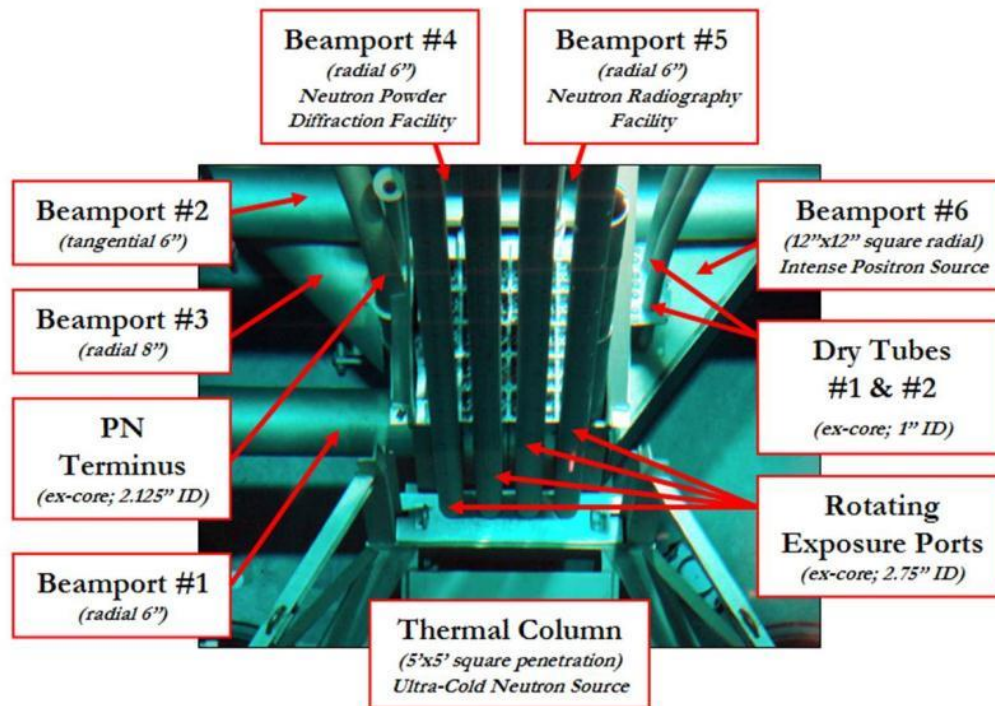 Beamport #4
(radial 6”)
Neutron Powder
Diffraction Facility
Beamport #5
(radial 6”)
Neutron Radiography
Facility
Beamport #2
(tangential 6”)
Beamport #6
(12”x12” square radial)
Intense Positron Source
Beamport #3
(radial 8”)
Dry Tubes
#1 & #2
(ex-core; 1” ID)
PN
Terminus
(ex-core; 2.125” ID)
Rotating
Exposure Ports
(ex-core; 2.75” ID)
Beamport #1
(radial 6”)
Thermal Column
(5’x5’ square penetration)
Ultra-Cold Neutron Source